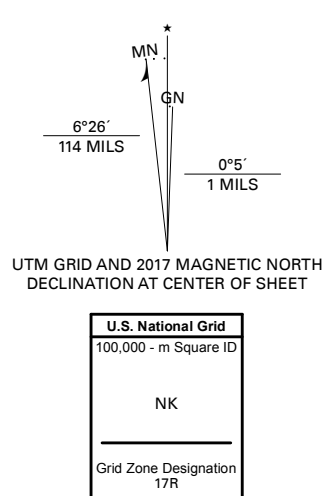 ★
MN
GN
6°26´
114 MILS
0°5´
1 MILS
UTM GRID AND 2017 MAGNETIC NORTH
DECLINATION AT CENTER OF SHEET
U.S. National Grid
100,000 - m Square ID
NK
Grid Zone Designation
17R